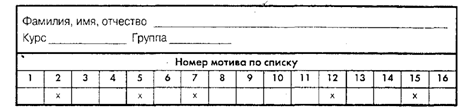 Фамилия, имя, отчество
Курс Группа
Номер мотива по списку
1 2 3 4 5 6 7 8 9 10 11 12 13 14 15 16
x x x x x